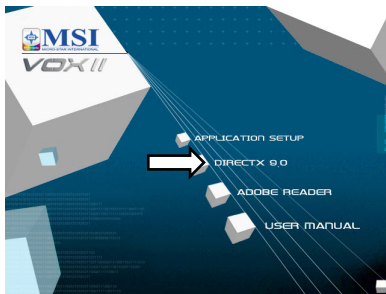 MSI
MICRO-STAR INTERNATIONAL
VOX II
APPLICATION SETUP
DIRECTX 9.0
ADOBE READER
USER MANUAL